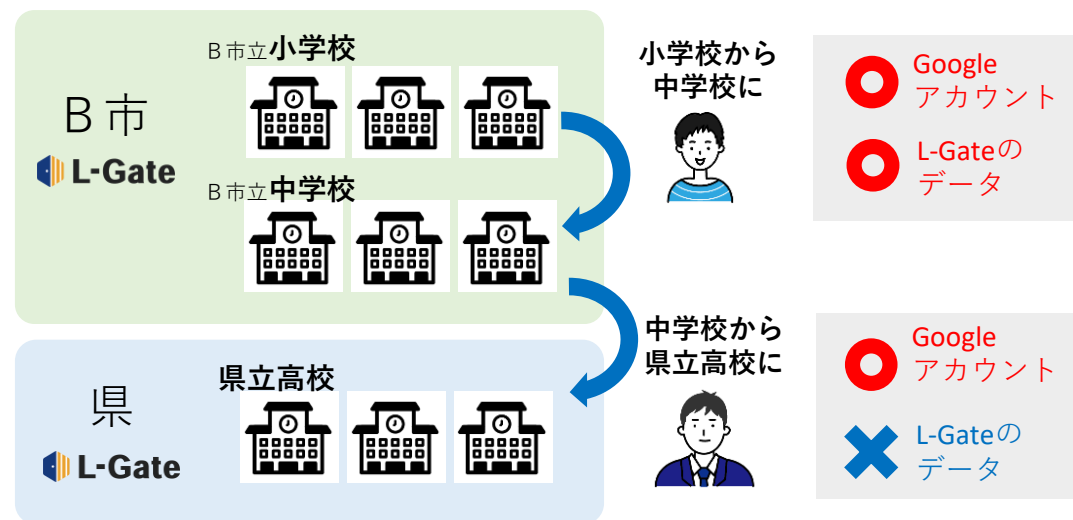 B市立小学校
B市
L-Gate
B市立中学校
小学校から
中学校に
Google
アカウント
L-Gateの
データ
中学校から
県立高校に
Google
アカウント
L-Gateの
データ
県立高校
県
L-Gate